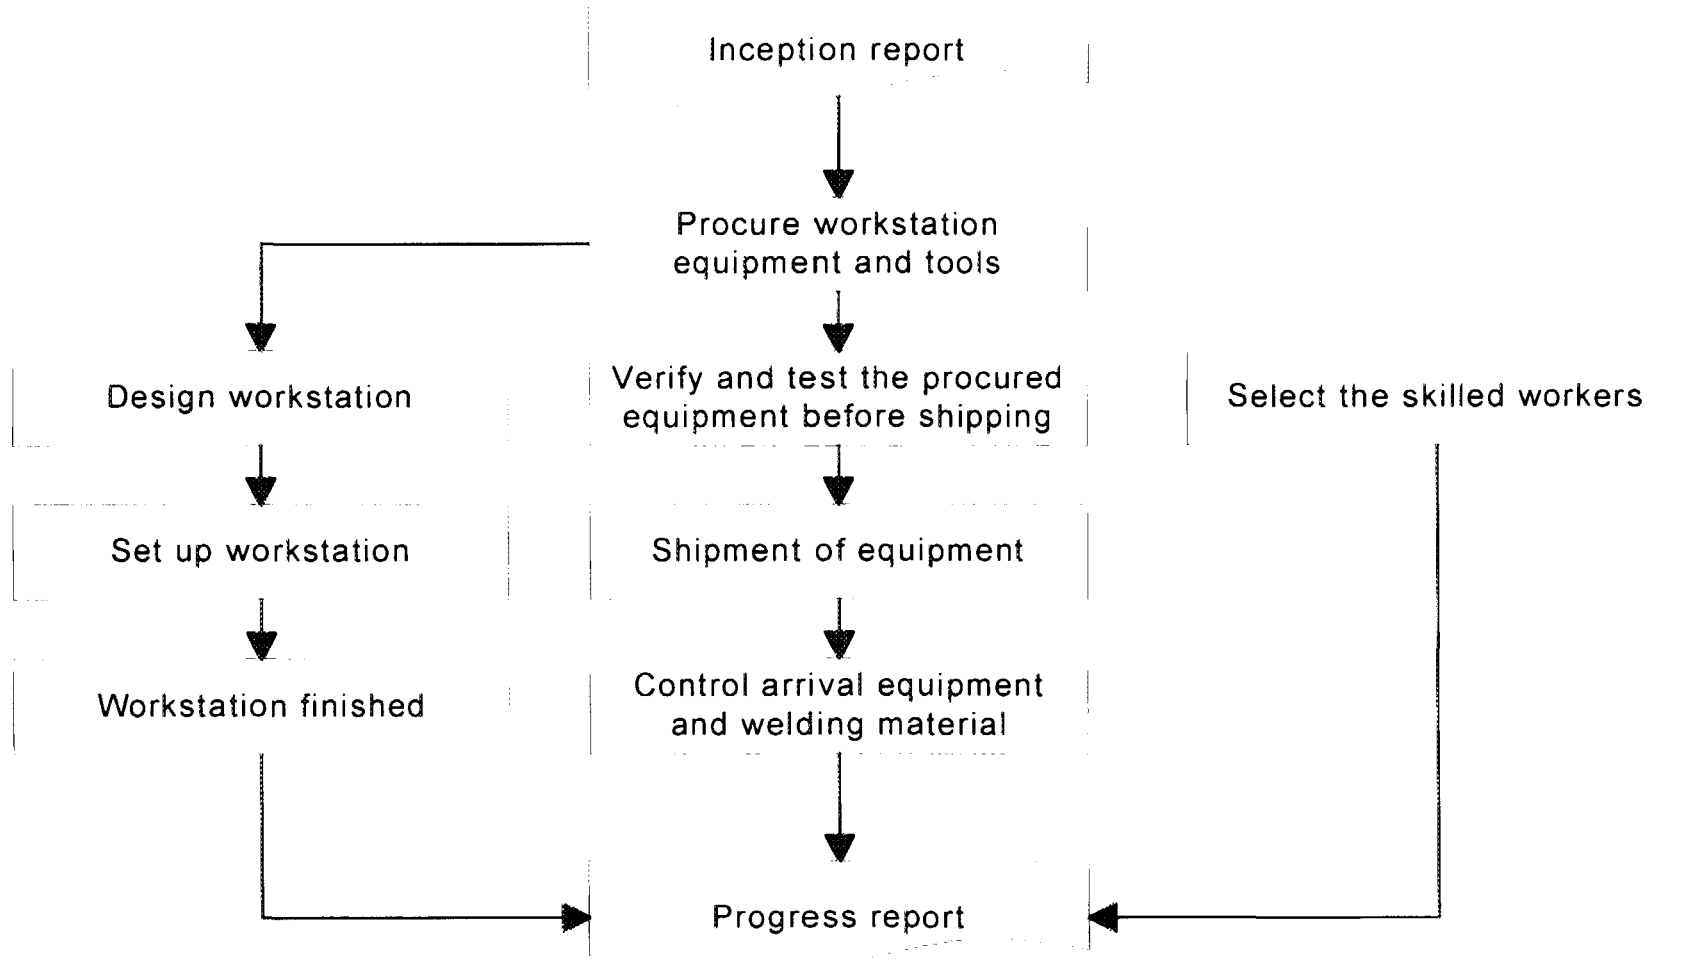 Inception report
Procure workstation
equipment and tools
Design workstation
Verify and test the procured
equipment before shipping
Select the skilled workers
Set up workstation
Shipment of equipment
Workstation finished
Control arrival equipment
and welding material
Progress report